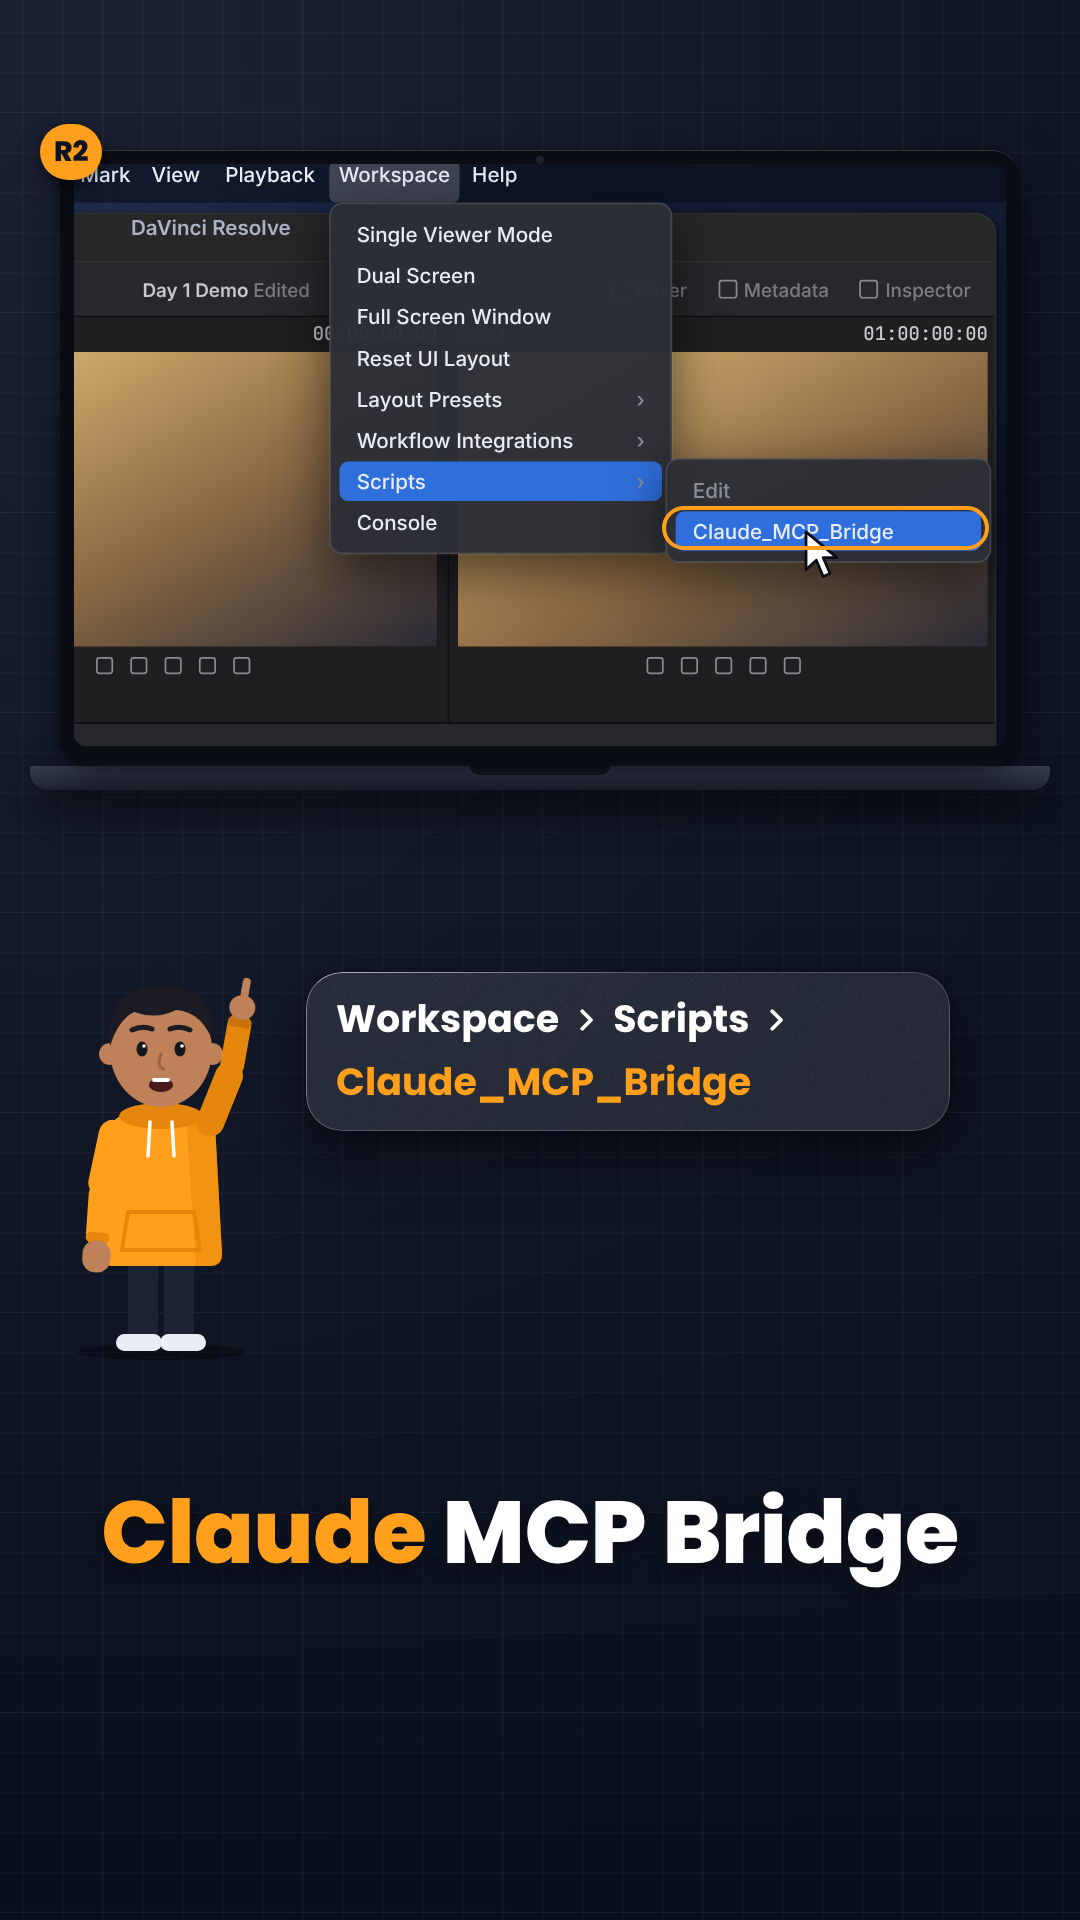 R2
Mark View Playback Workspace Help
DaVinci Resolve
Single Viewer Mode
Dual Screen
Day 1 Demo Edited
Metadata
Inspector
Full Screen Window
01:00:00:00
Reset UI Layout
Layout Presets ›
Workflow Integrations ›
Scripts ›
Console
Edit
Claude_MCP_Bridge
Workspace > Scripts >
Claude_MCP_Bridge
Claude MCP Bridge